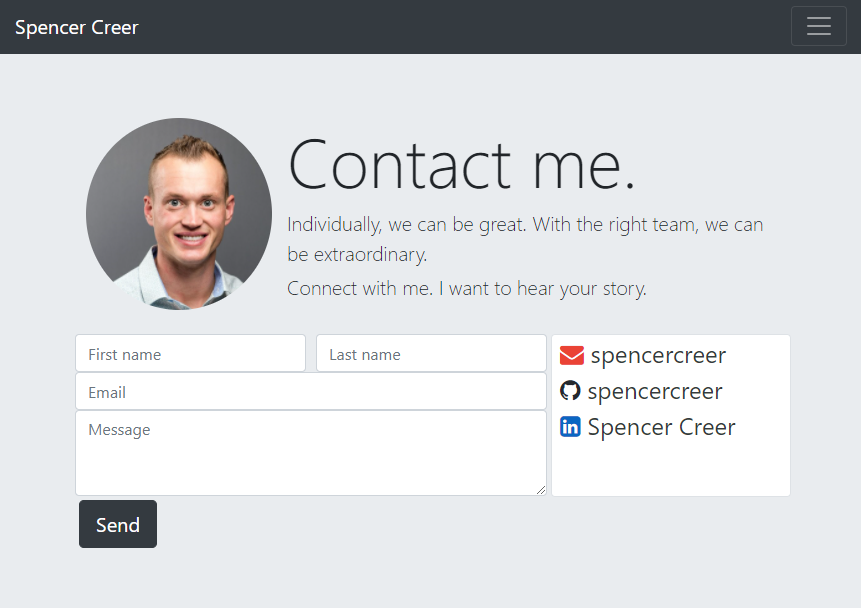 Spencer Creer
Contact me.
Individually, we can be great. With the right team, we can
be extraordinary.
Connect with me. I want to hear your story.
First name
Last name
spencercreer
Email
spencercreer
Message
Spencer Creer
Send